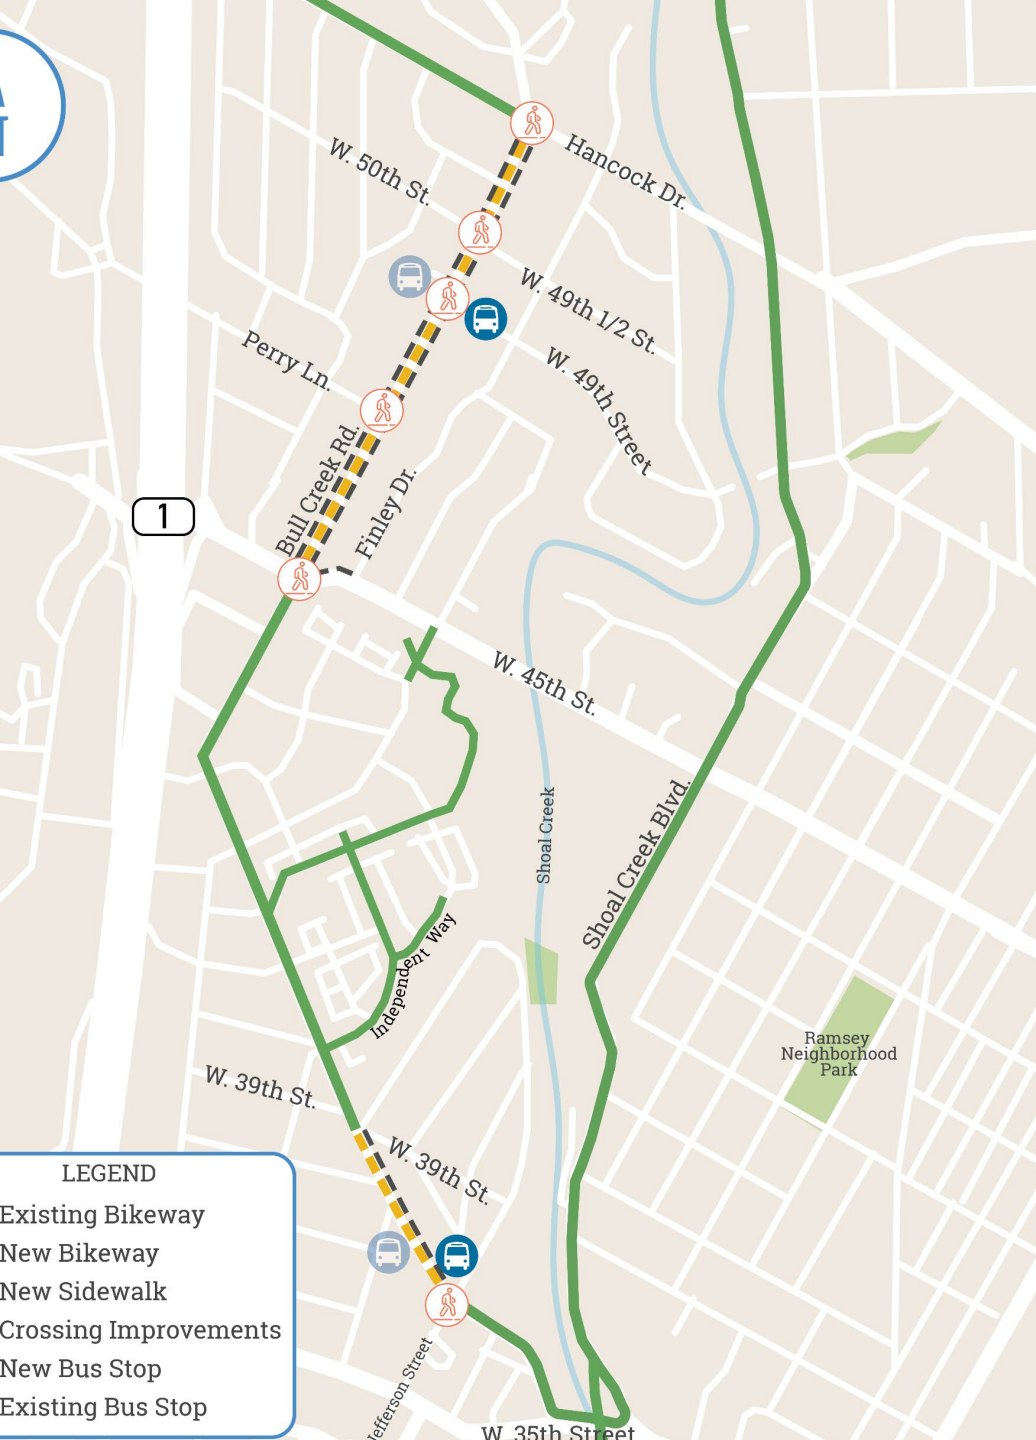 W. 50th St.
Hancock Dr.
W. 49th 1/2 St.
Perry Ln.
W. 49th Street
Bull Creek Rd.
Finley Dr.
1
W. 45th St.
Shoal Creek
Shoal Creek Blvd.
Independent Way
Ramsey
Neighborhood
Park
W. 39th St.
W. 39th St.
LEGEND
Existing Bikeway
New Bikeway
New Sidewalk
Crossing Improvements
New Bus Stop
Existing Bus Stop
Jefferson Street
W. 35th Street